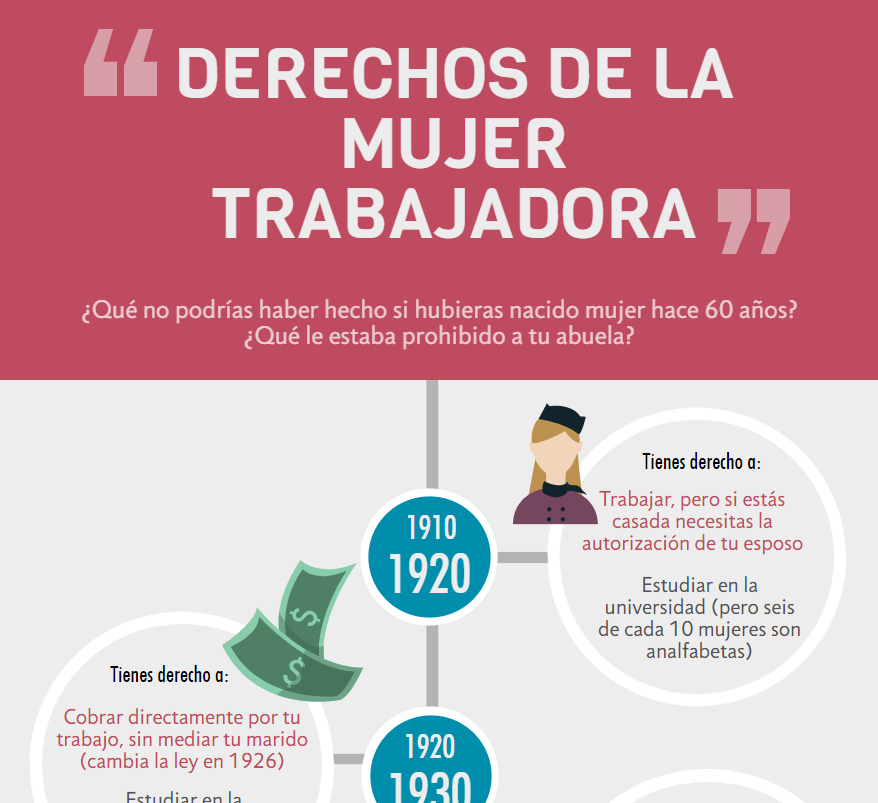 “ DERECHOS DE LA
MUJER
TRABAJADORA ”
¿Qué no podrías haber hecho si hubieras nacido mujer hace 60 años?
¿Qué le estaba prohibido a tu abuela?
1910
1920
Tienes derecho a:
Trabajar, pero si estás
casada necesitas la
autorización de tu esposo
Estudiar en la
universidad (pero seis
de cada 10 mujeres son
analfabetas)
$
$
Tienes derecho a:
Cobrar directamente por tu
trabajo, sin mediar tu marido
(cambia la ley en 1926)
Estudiar en la
1920
1930